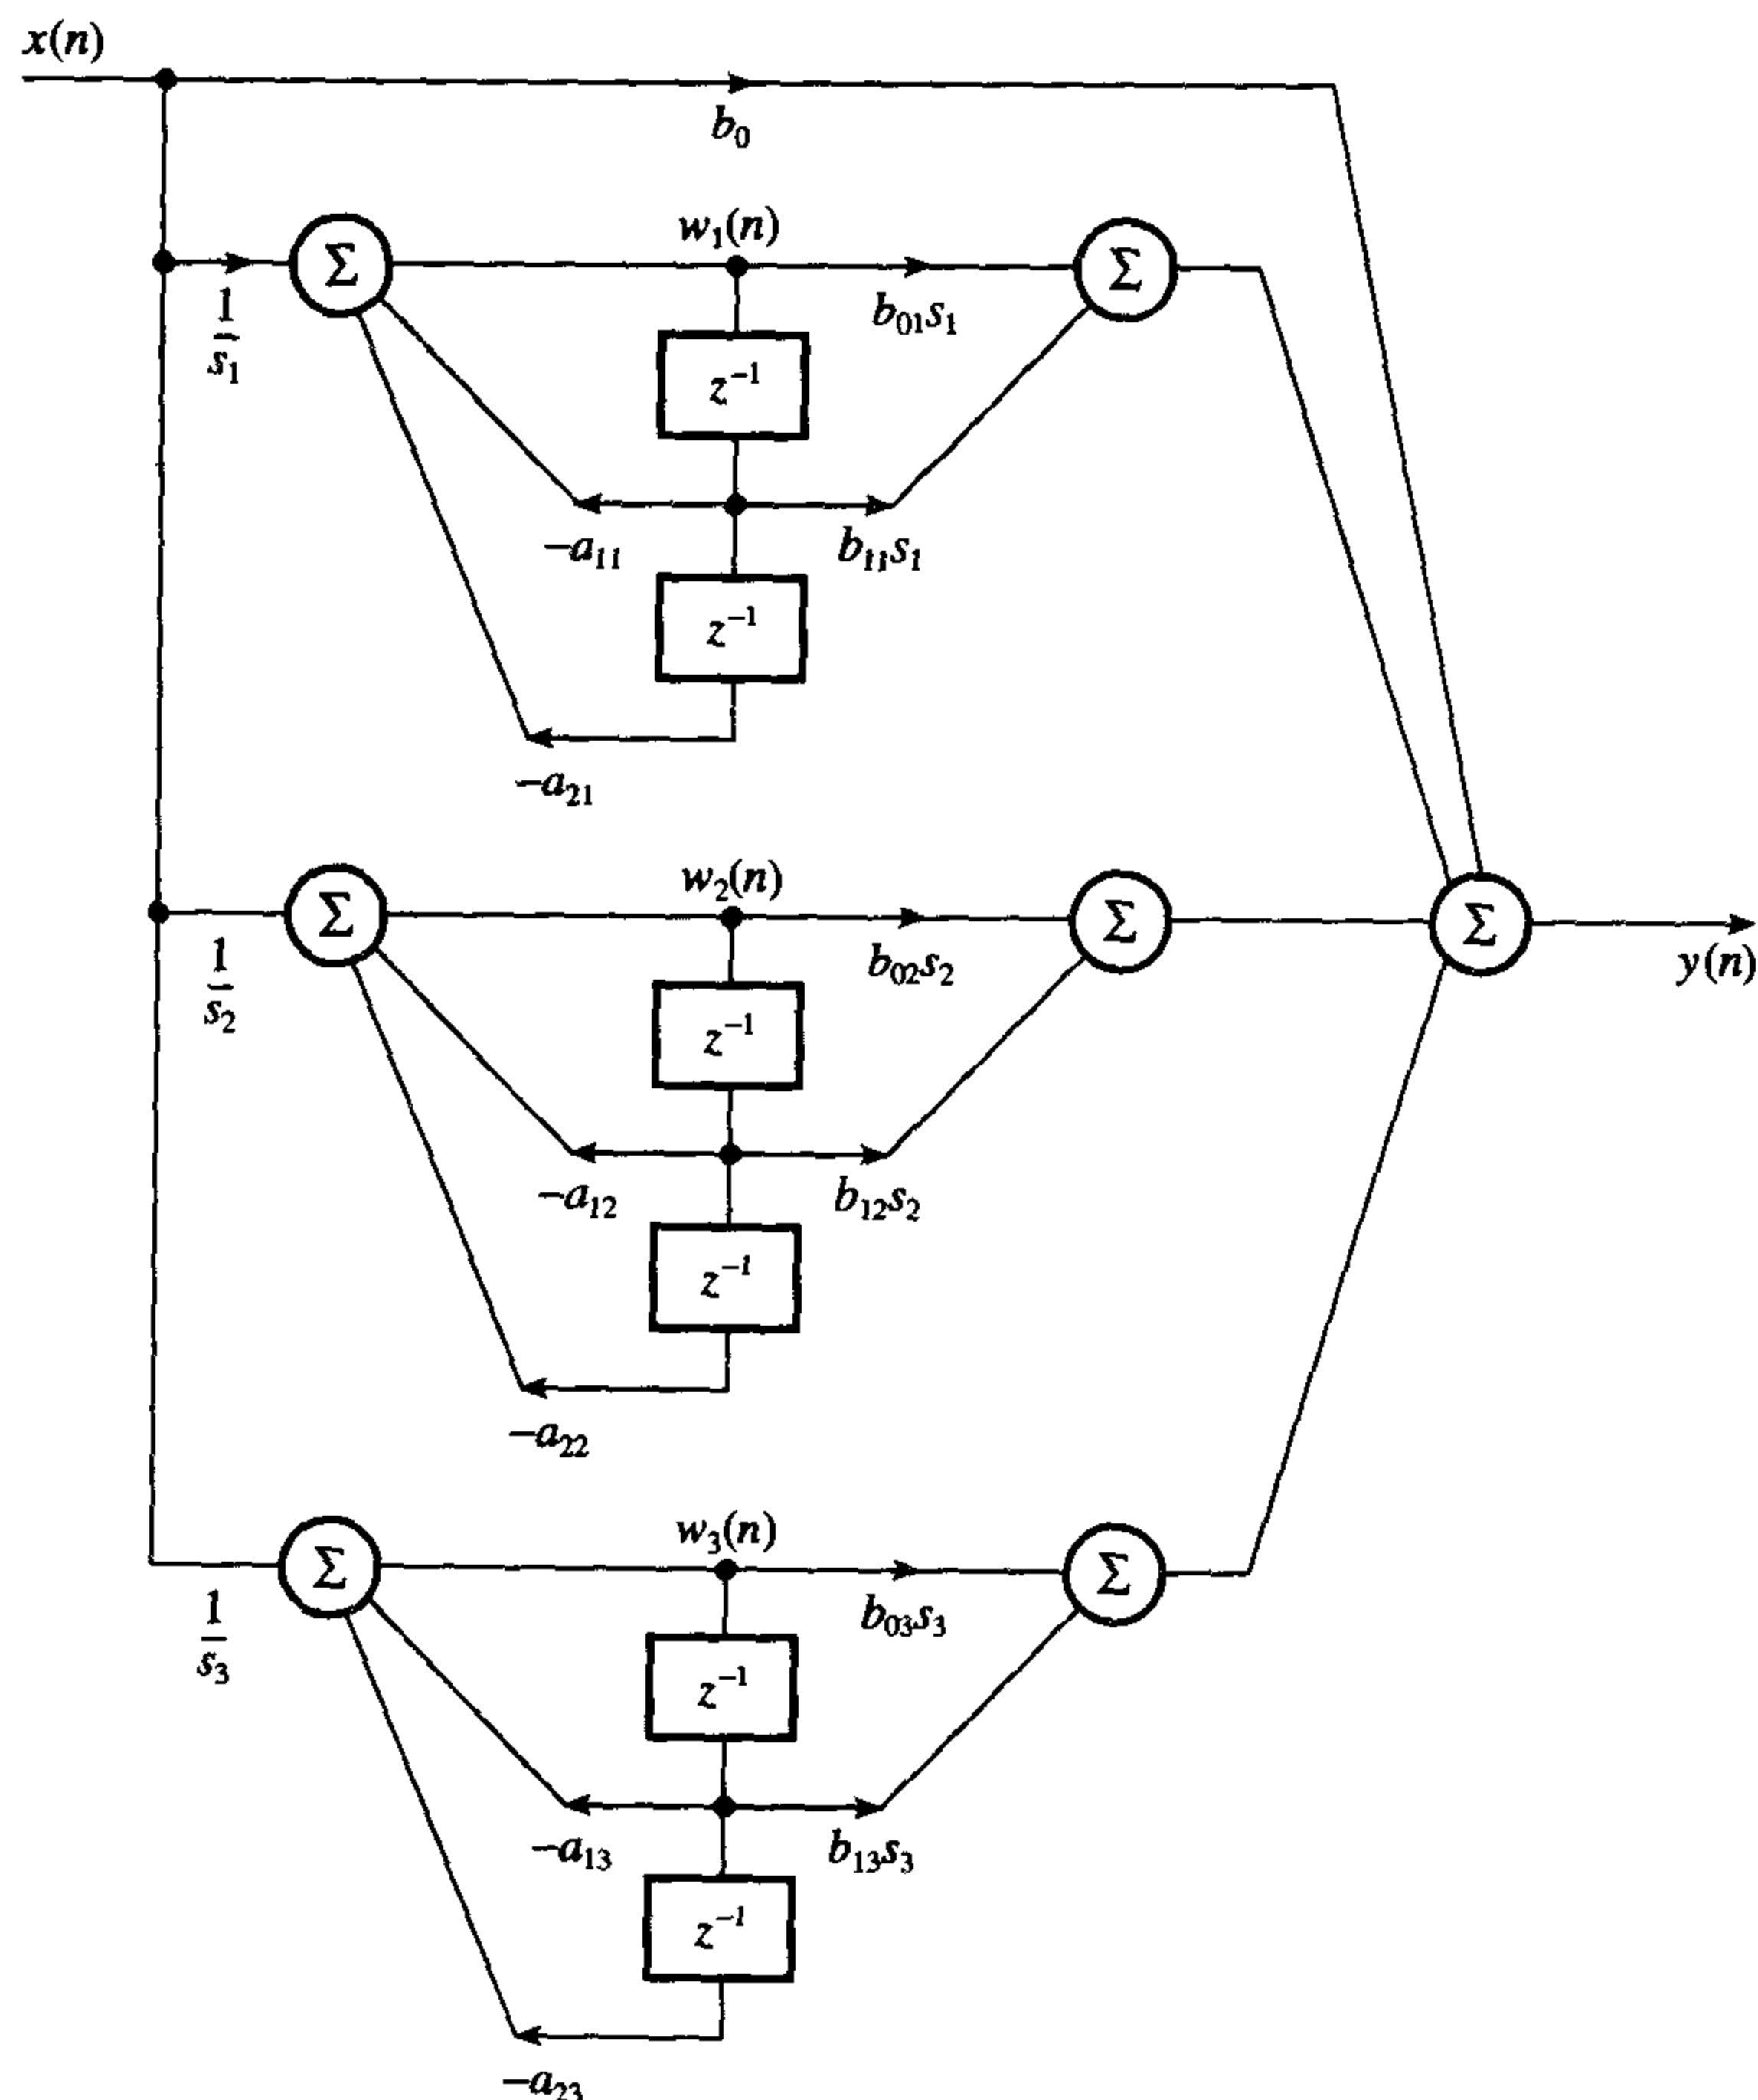 x(n)
b₀
w₁(n)
Σ
Σ
1/s₁
b₀₁s₁
z⁻¹
−a₁₁
b₁₁s₁
z⁻¹
−a₂₁
w₂(n)
Σ
Σ
Σ
1/s₂
b₀₂s₂
y(n)
z⁻¹
−a₁₂
b₁₂s₂
z⁻¹
−a₂₂
w₃(n)
Σ
Σ
1/s₃
b₀₃s₃
z⁻¹
−a₁₃
b₁₃s₃
z⁻¹
−a₂₃